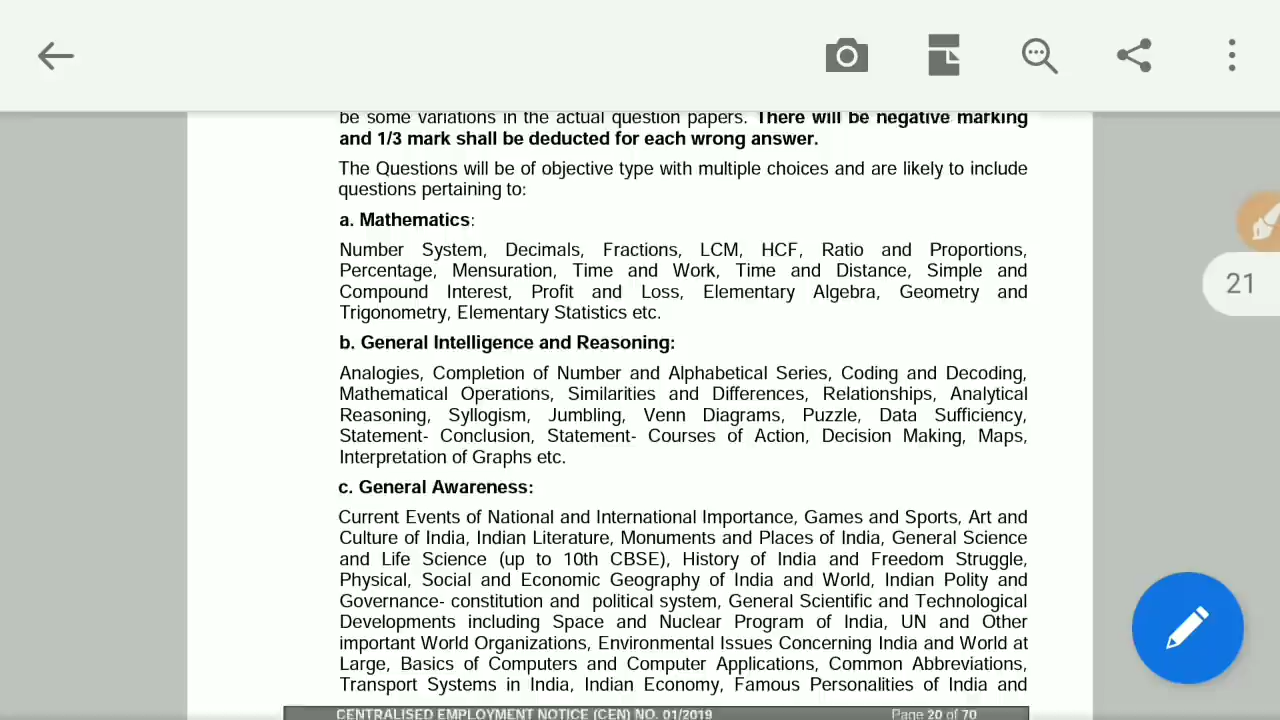 be some variations in the actual question papers. There will be negative marking
and 1/3 mark shall be deducted for each wrong answer.
The Questions will be of objective type with multiple choices and are likely to include
questions pertaining to:
a. Mathematics:
Number System, Decimals, Fractions, LCM, HCF, Ratio and Proportions,
Percentage, Mensuration, Time and Work, Time and Distance, Simple and
Compound Interest, Profit and Loss, Elementary Algebra, Geometry and
Trigonometry, Elementary Statistics etc.
21
b. General Intelligence and Reasoning:
Analogies, Completion of Number and Alphabetical Series, Coding and Decoding,
Mathematical Operations, Similarities and Differences, Relationships, Analytical
Reasoning, Syllogism, Jumbling, Venn Diagrams, Puzzle, Data Sufficiency,
Statement- Conclusion, Statement- Courses of Action, Decision Making, Maps,
Interpretation of Graphs etc.
c. General Awareness:
Current Events of National and International Importance, Games and Sports, Art and
Culture of India, Indian Literature, Monuments and Places of India, General Science
and Life Science (up to 10th CBSE), History of India and Freedom Struggle,
Physical, Social and Economic Geography of India and World, Indian Polity and
Governance- constitution and political system, General Scientific and Technological
Developments including Space and Nuclear Program of India, UN and Other
important World Organizations, Environmental Issues Concerning India and World at
Large, Basics of Computers and Computer Applications, Common Abbreviations,
Transport Systems in India, Indian Economy, Famous Personalities of India and
CENTRALISED EMPLOYMENT NOTICE (CEN) NO. 01/2019 Page 20 of 70